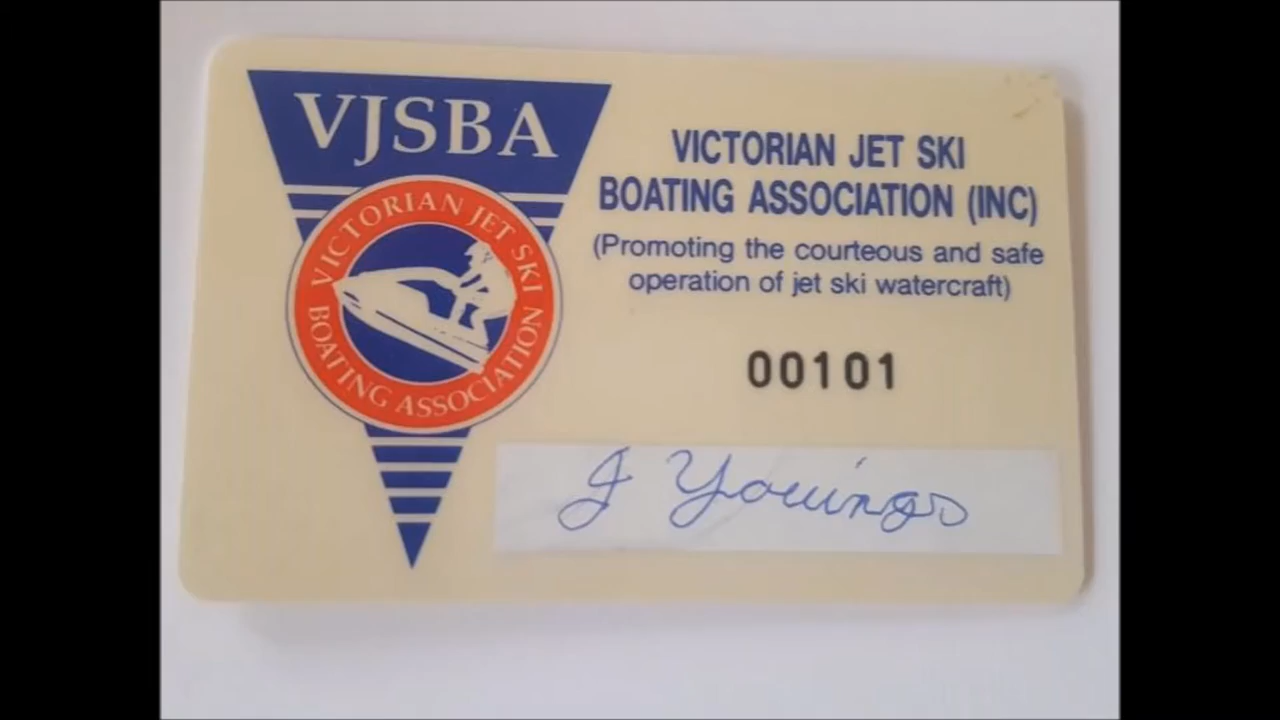 VJSBA
VICTORIAN JET SKI
BOATING ASSOCIATION
VICTORIAN JET SKI
BOATING ASSOCIATION (INC)
(Promoting the courteous and safe
operation of jet ski watercraft)
00101
J Youings